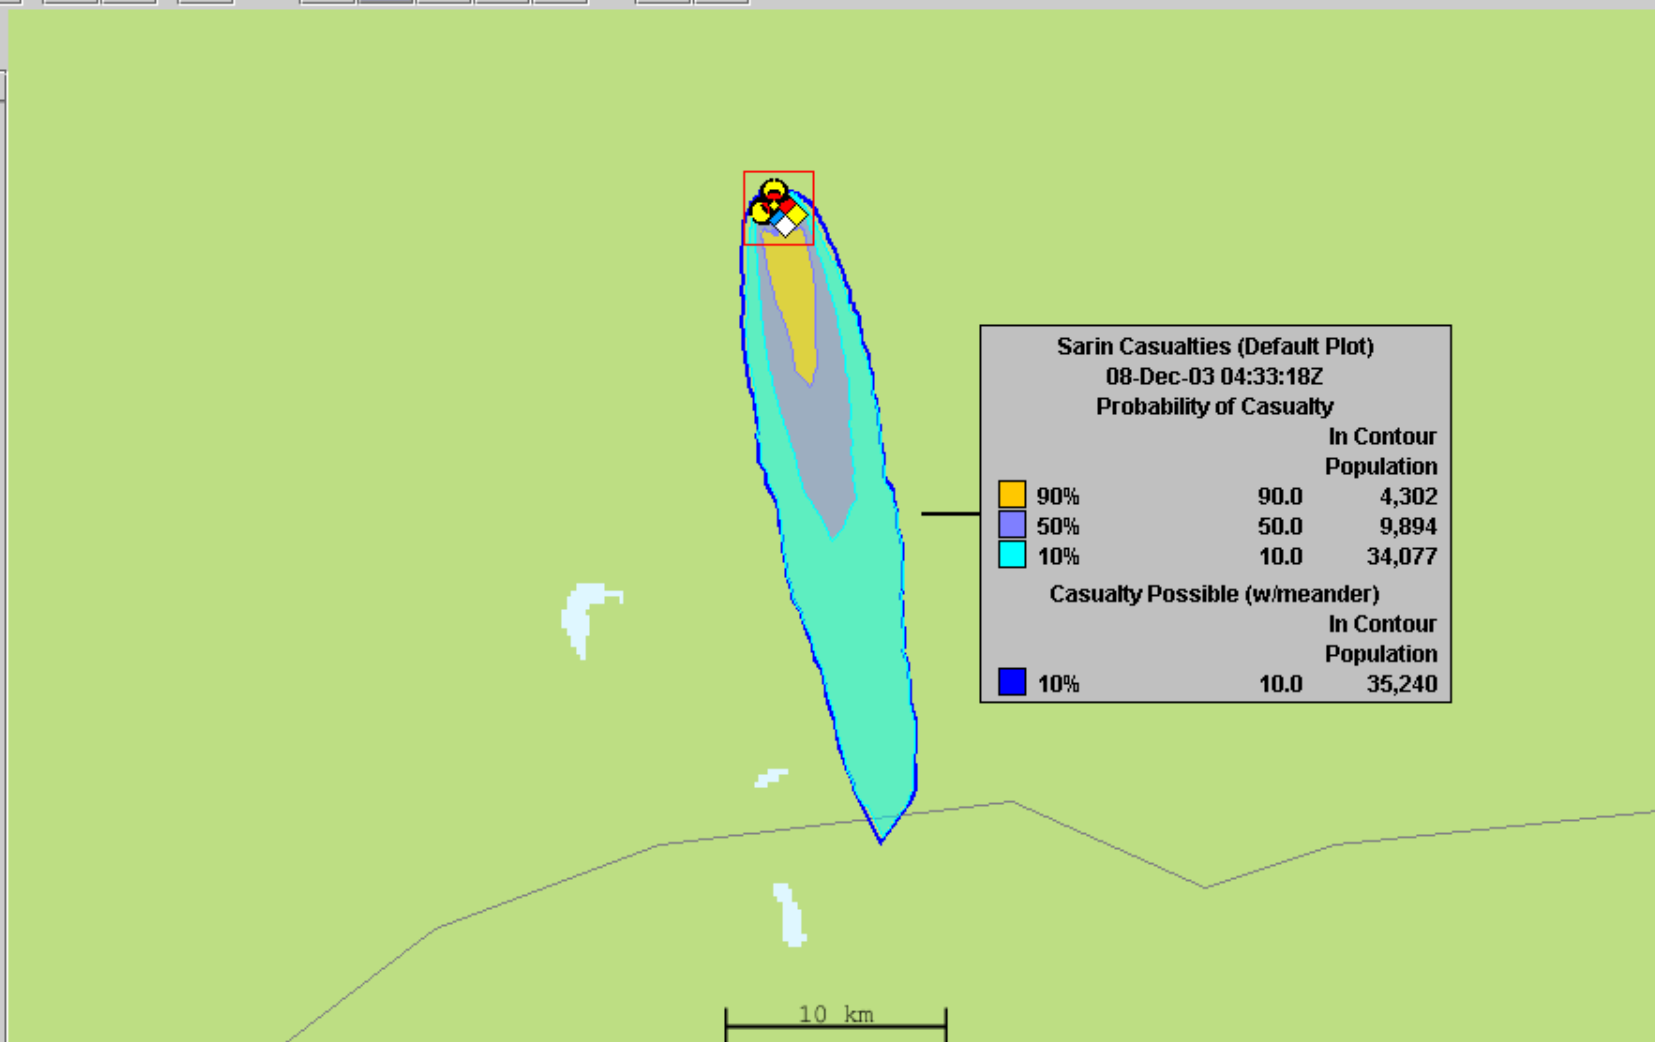 Sarin Casualties (Default Plot)
08-Dec-03 04:33:18Z
Probability of Casualty
In Contour
Population
90% 90.0 4,302
50% 50.0 9,894
10% 10.0 34,077
Casualty Possible (w/meander)
In Contour
Population
10% 10.0 35,240
10 km